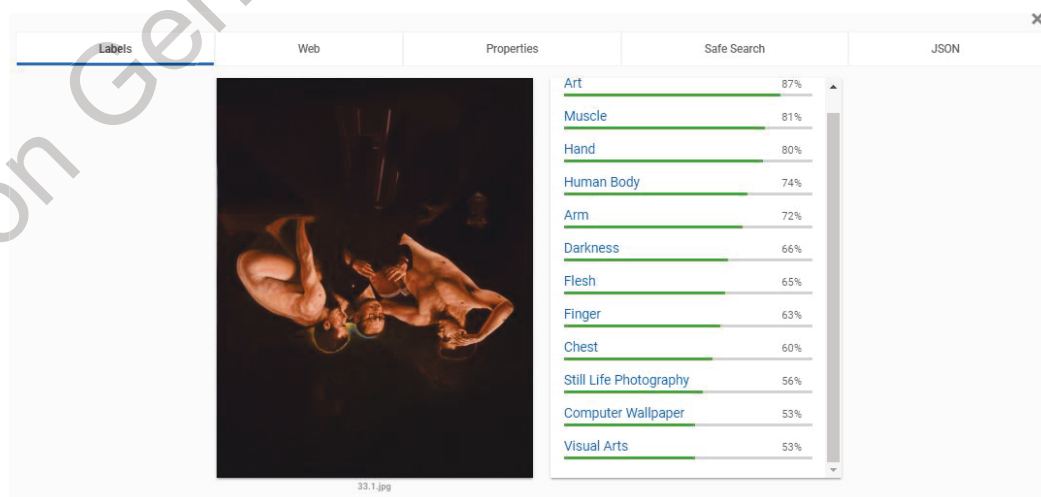 ×
Labels Web Properties Safe Search JSON
Art 87%
Muscle 81%
Hand 80%
Human Body 74%
Arm 72%
Darkness 66%
Flesh 65%
Finger 63%
Chest 60%
Still Life Photography 56%
Computer Wallpaper 53%
Visual Arts 53%
33.1.jpg
on Gen